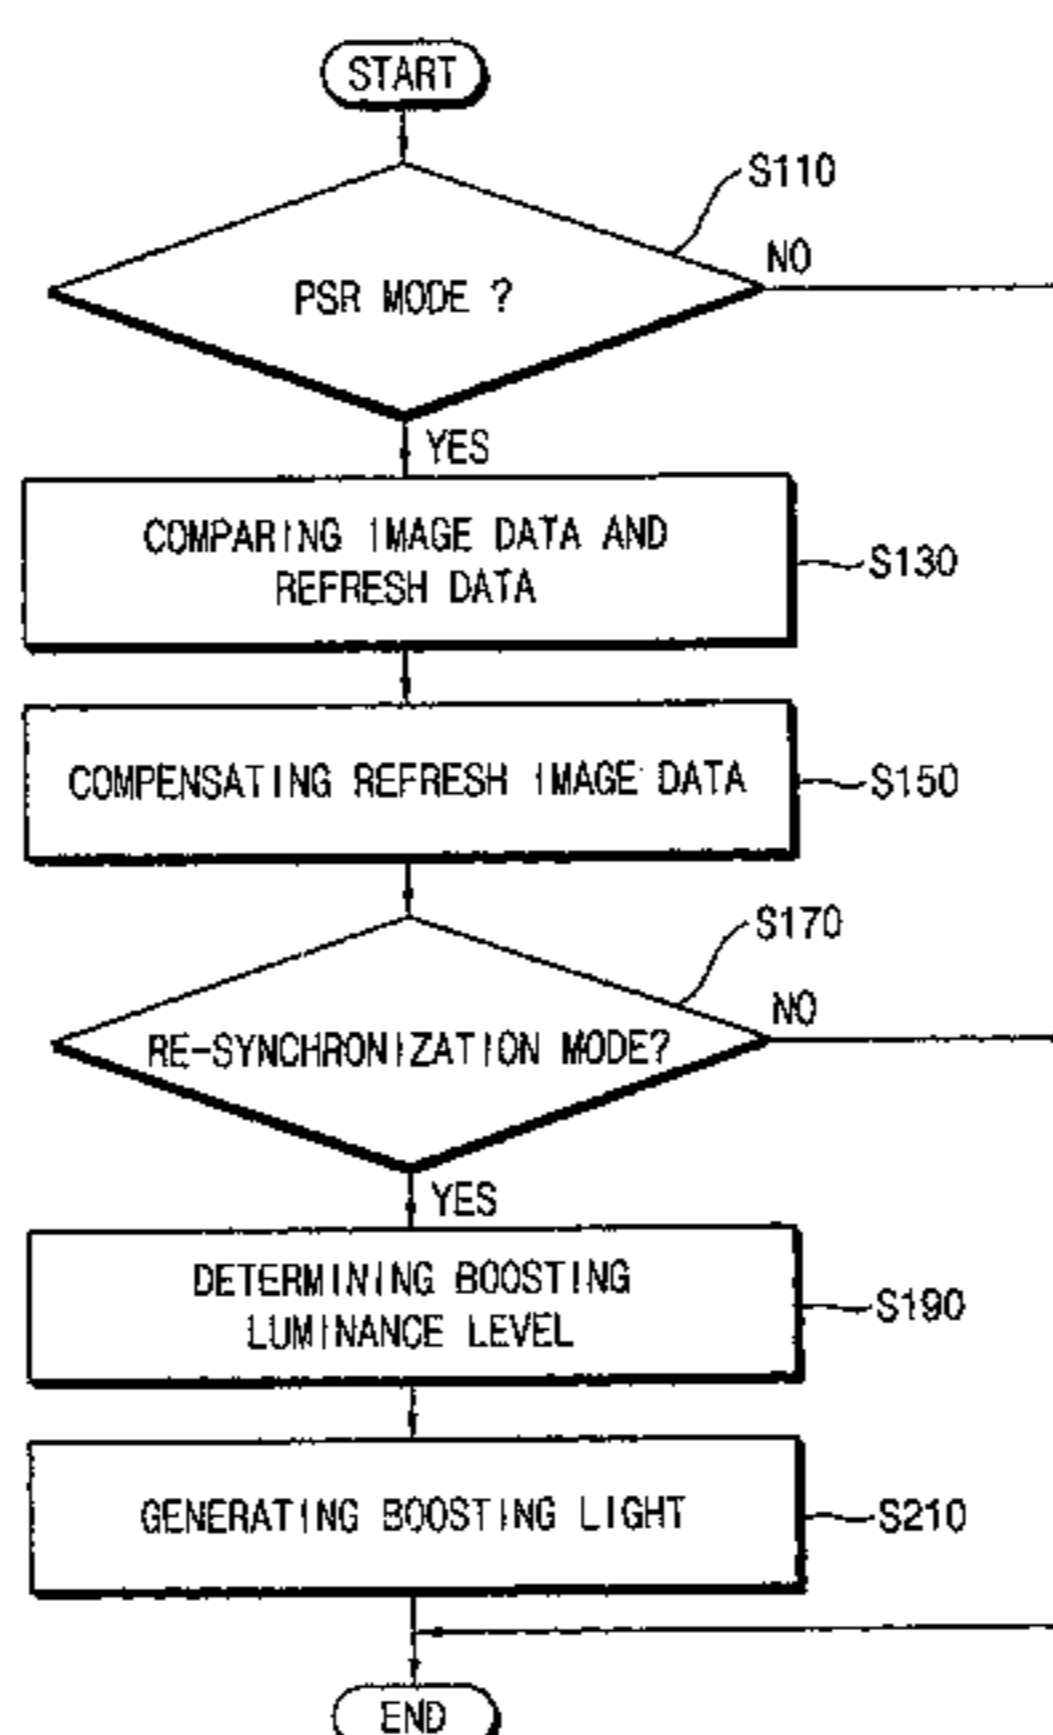 START
S110
NO
PSR MODE ?
YES
COMPARING IMAGE DATA AND
REFRESH DATA
S130
COMPENSATING REFRESH IMAGE DATA
S150
S170
NO
RE-SYNCHRONIZATION MODE?
YES
DETERMINING BOOSTING
LUMINANCE LEVEL
S190
GENERATING BOOSTING LIGHT
S210
END